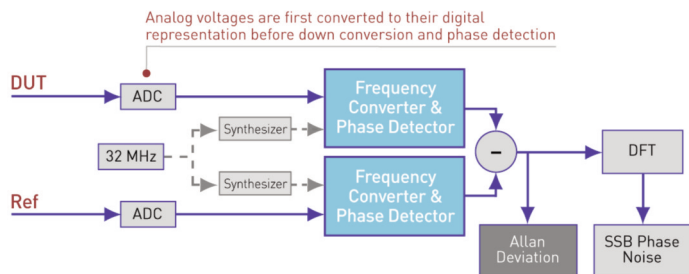 Analog voltages are first converted to their digital
representation before down conversion and phase detection
DUT
ADC
Frequency
Converter &
Phase Detector
Synthesizer
32 MHz
–
DFT
Synthesizer
Frequency
Converter &
Phase Detector
Ref
ADC
Allan
Deviation
SSB Phase
Noise